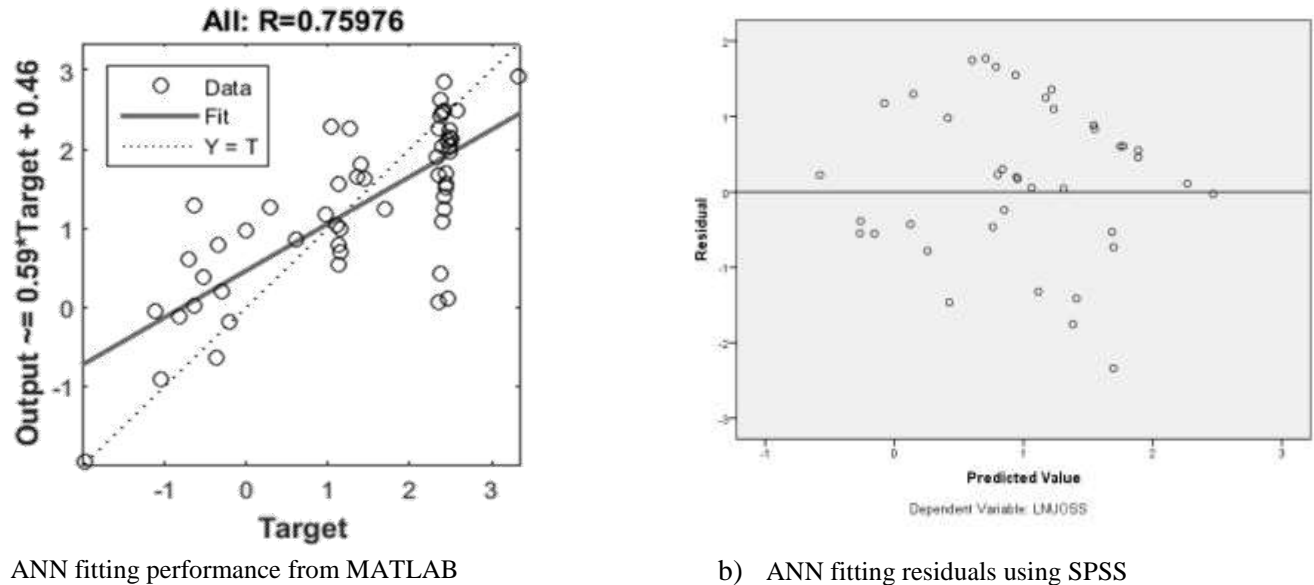 All: R=0.75976
Output ~= 0.59*Target + 0.46
3
2
1
0
-1
Data
Fit
Y = T
-1 0 1 2 3
Target
ANN fitting performance from MATLAB
Residual
2
1
0
-1
-2
-3
-1 0 1 2 3
Predicted Value
Dependent Variable: LNUOSS
b) ANN fitting residuals using SPSS